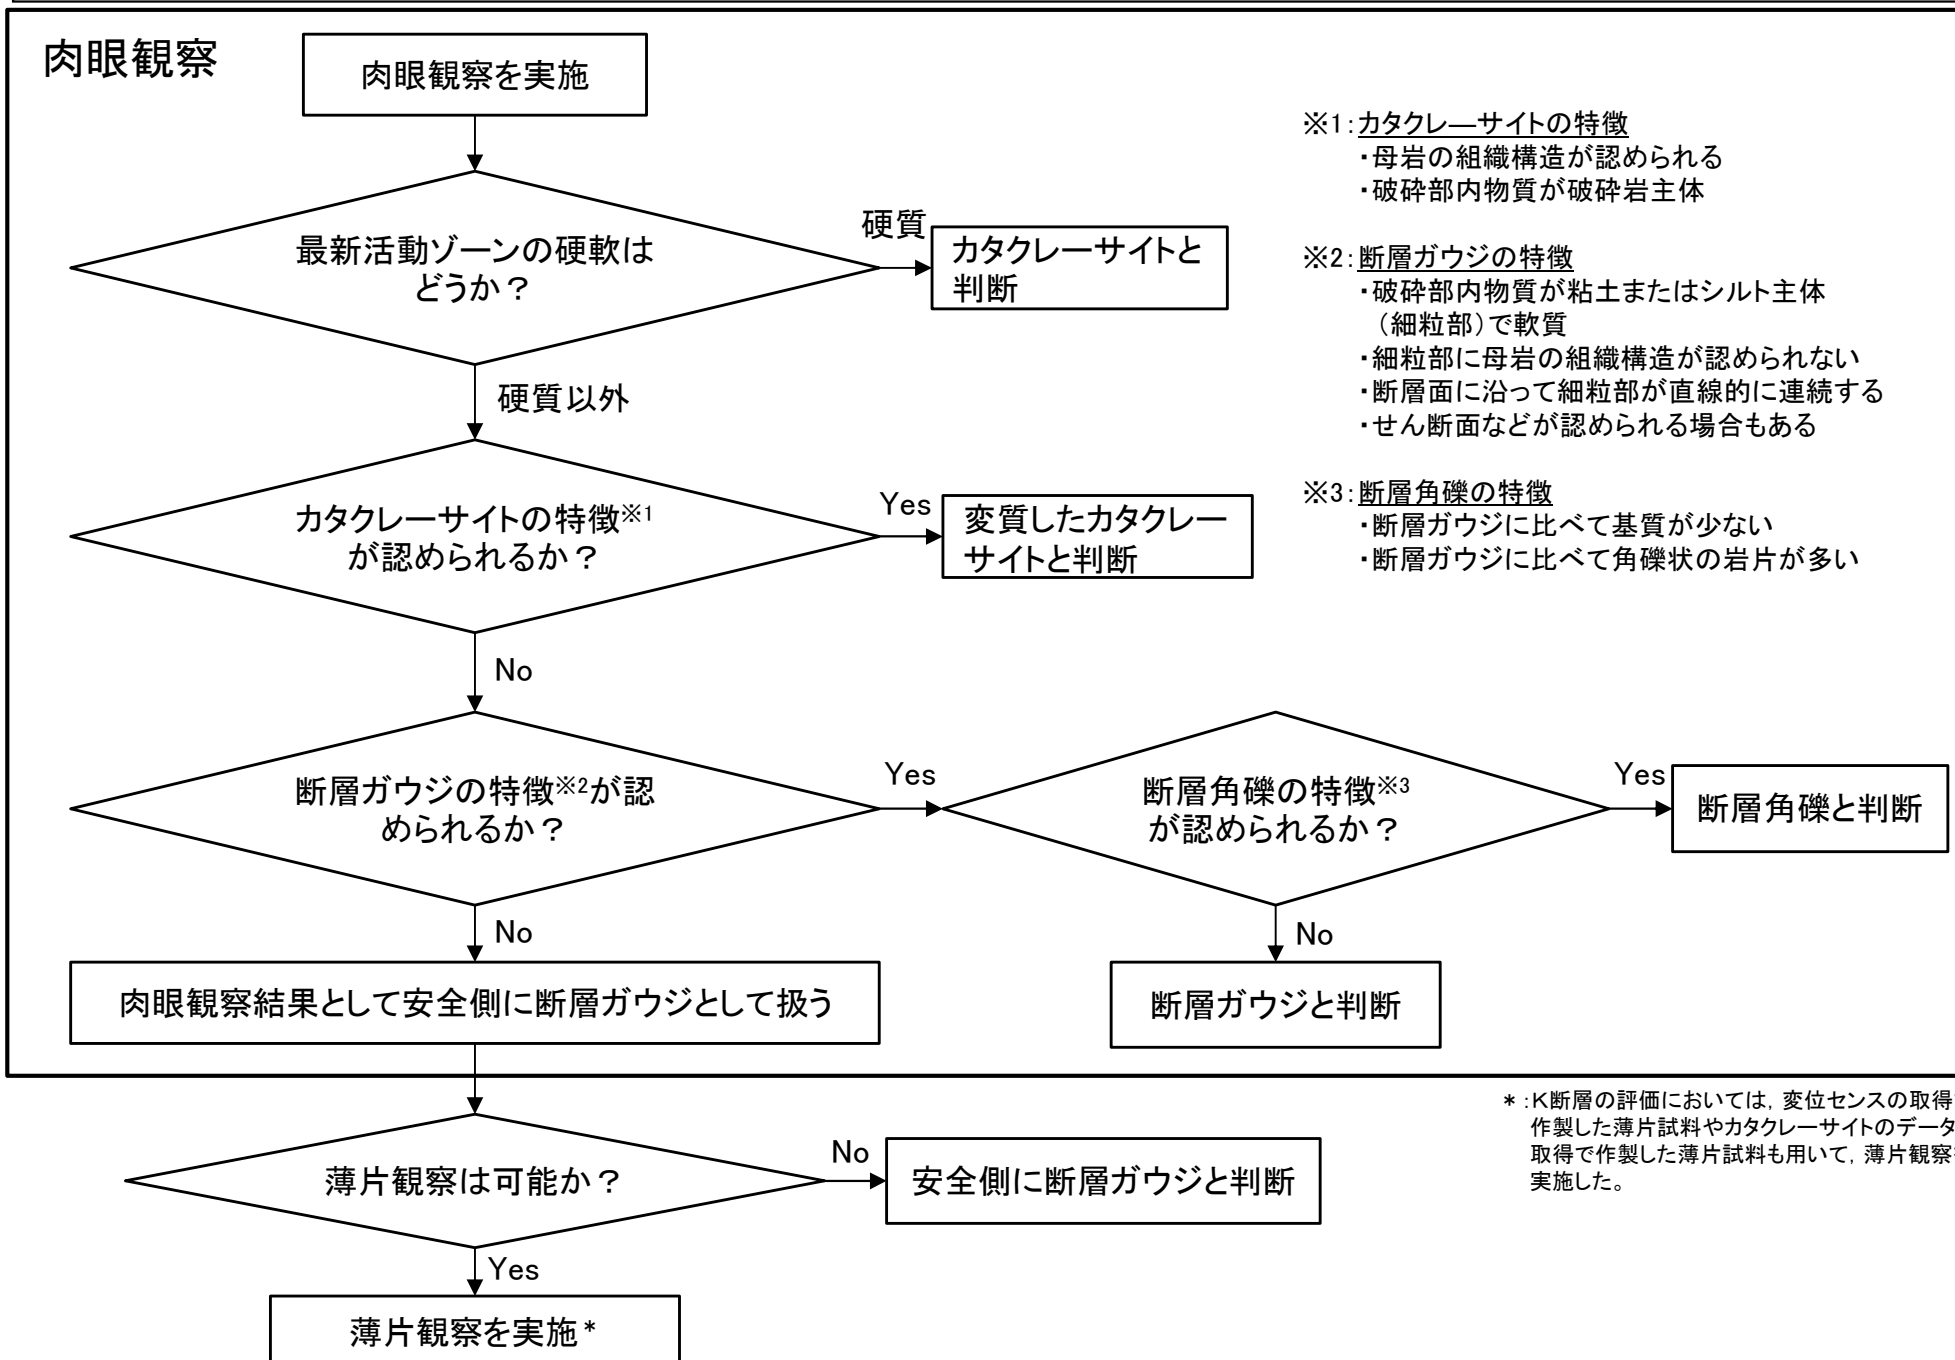 肉眼観察
肉眼観察を実施
最新活動ゾーンの硬軟は
どうか？
硬質
カタクレーサイトと
判断
硬質以外
カタクレーサイトの特徴※1
が認められるか？
Yes
変質したカタクレー
サイトと判断
No
断層ガウジの特徴※2が認
められるか？
Yes
断層角礫の特徴※3
が認められるか？
Yes
断層角礫と判断
No
断層ガウジと判断
No
肉眼観察結果として安全側に断層ガウジとして扱う
※1：カタクレ―サイトの特徴
・母岩の組織構造が認められる
・破砕部内物質が破砕岩主体
※2：断層ガウジの特徴
・破砕部内物質が粘土またはシルト主体
（細粒部）で軟質
・細粒部に母岩の組織構造が認められない
・断層面に沿って細粒部が直線的に連続する
・せん断面などが認められる場合もある
※3：断層角礫の特徴
・断層ガウジに比べて基質が少ない
・断層ガウジに比べて角礫状の岩片が多い
薄片観察は可能か？
No
安全側に断層ガウジと判断
Yes
薄片観察を実施*
*：K断層の評価においては，変位センスの取得
作製した薄片試料やカタクレーサイトのデータ
取得で作製した薄片試料も用いて，薄片観察
実施した。